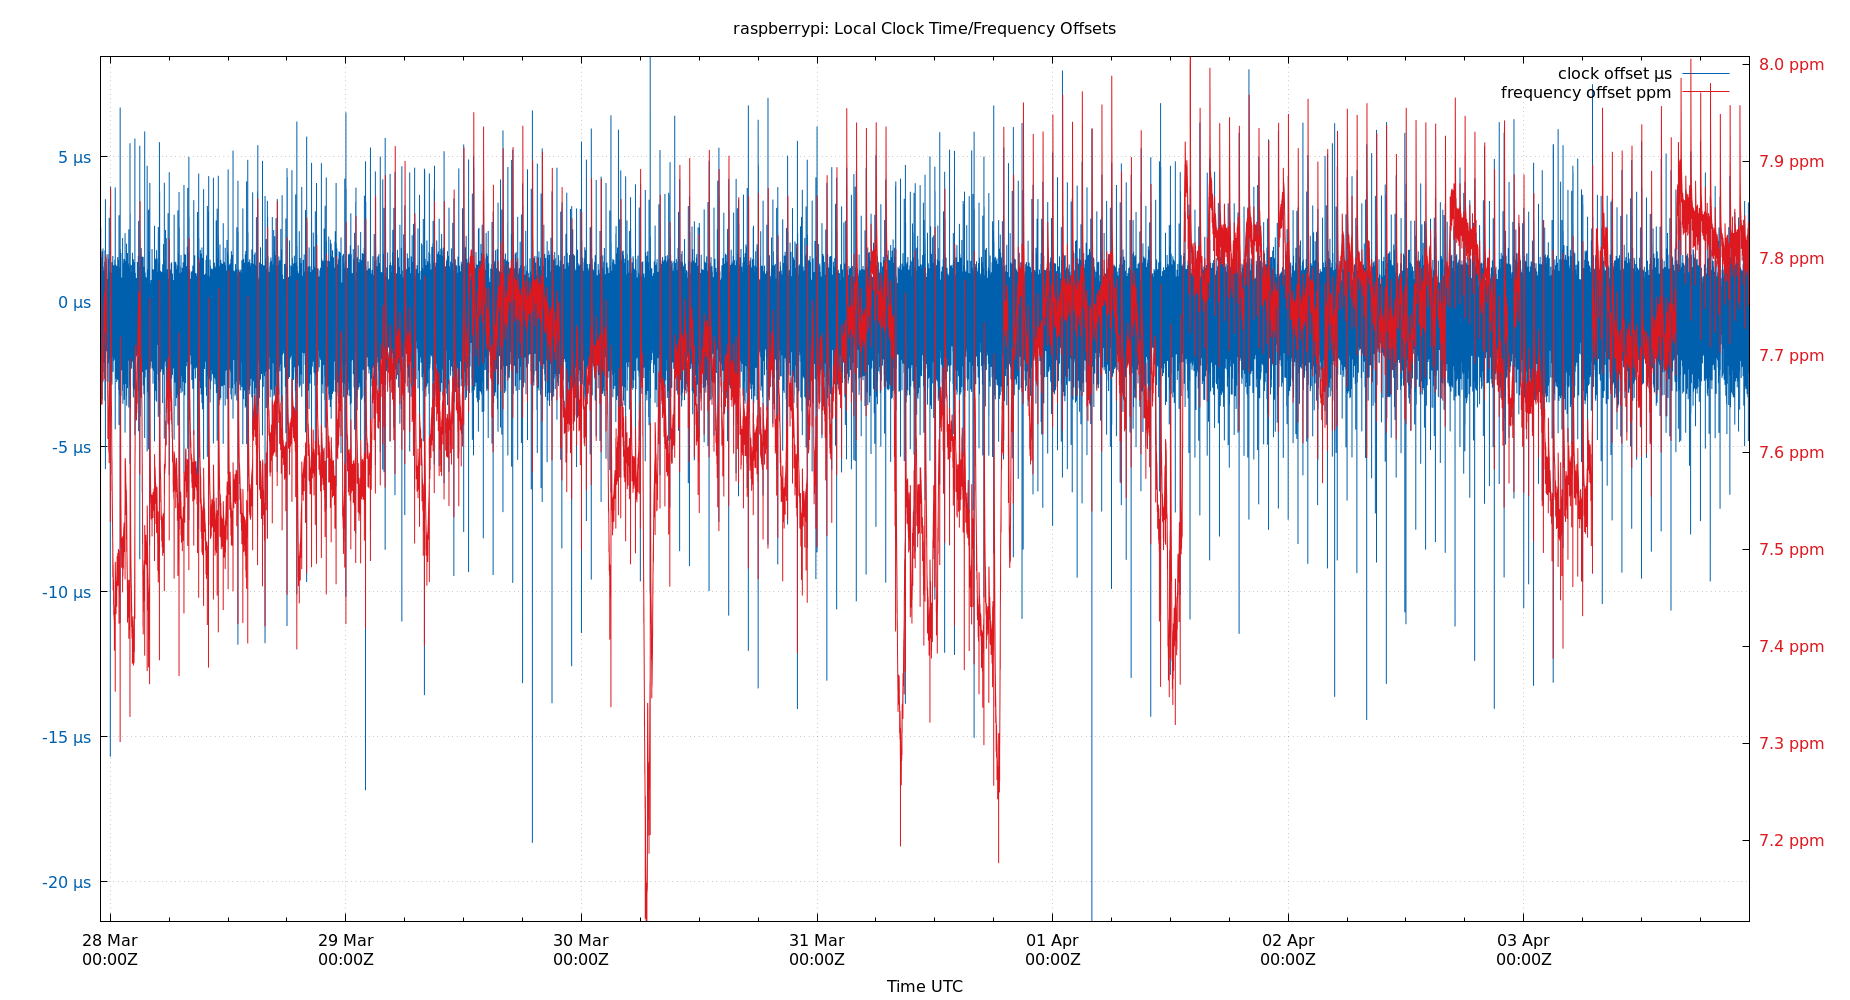 raspberrypi: Local Clock Time/Frequency Offsets
clock offset µs
frequency offset ppm
5 µs
0 µs
-5 µs
-10 µs
-15 µs
-20 µs
8.0 ppm
7.9 ppm
7.8 ppm
7.7 ppm
7.6 ppm
7.5 ppm
7.4 ppm
7.3 ppm
7.2 ppm
28 Mar 29 Mar 30 Mar 31 Mar 01 Apr 02 Apr 03 Apr
00:00Z 00:00Z 00:00Z 00:00Z 00:00Z 00:00Z 00:00Z
Time UTC